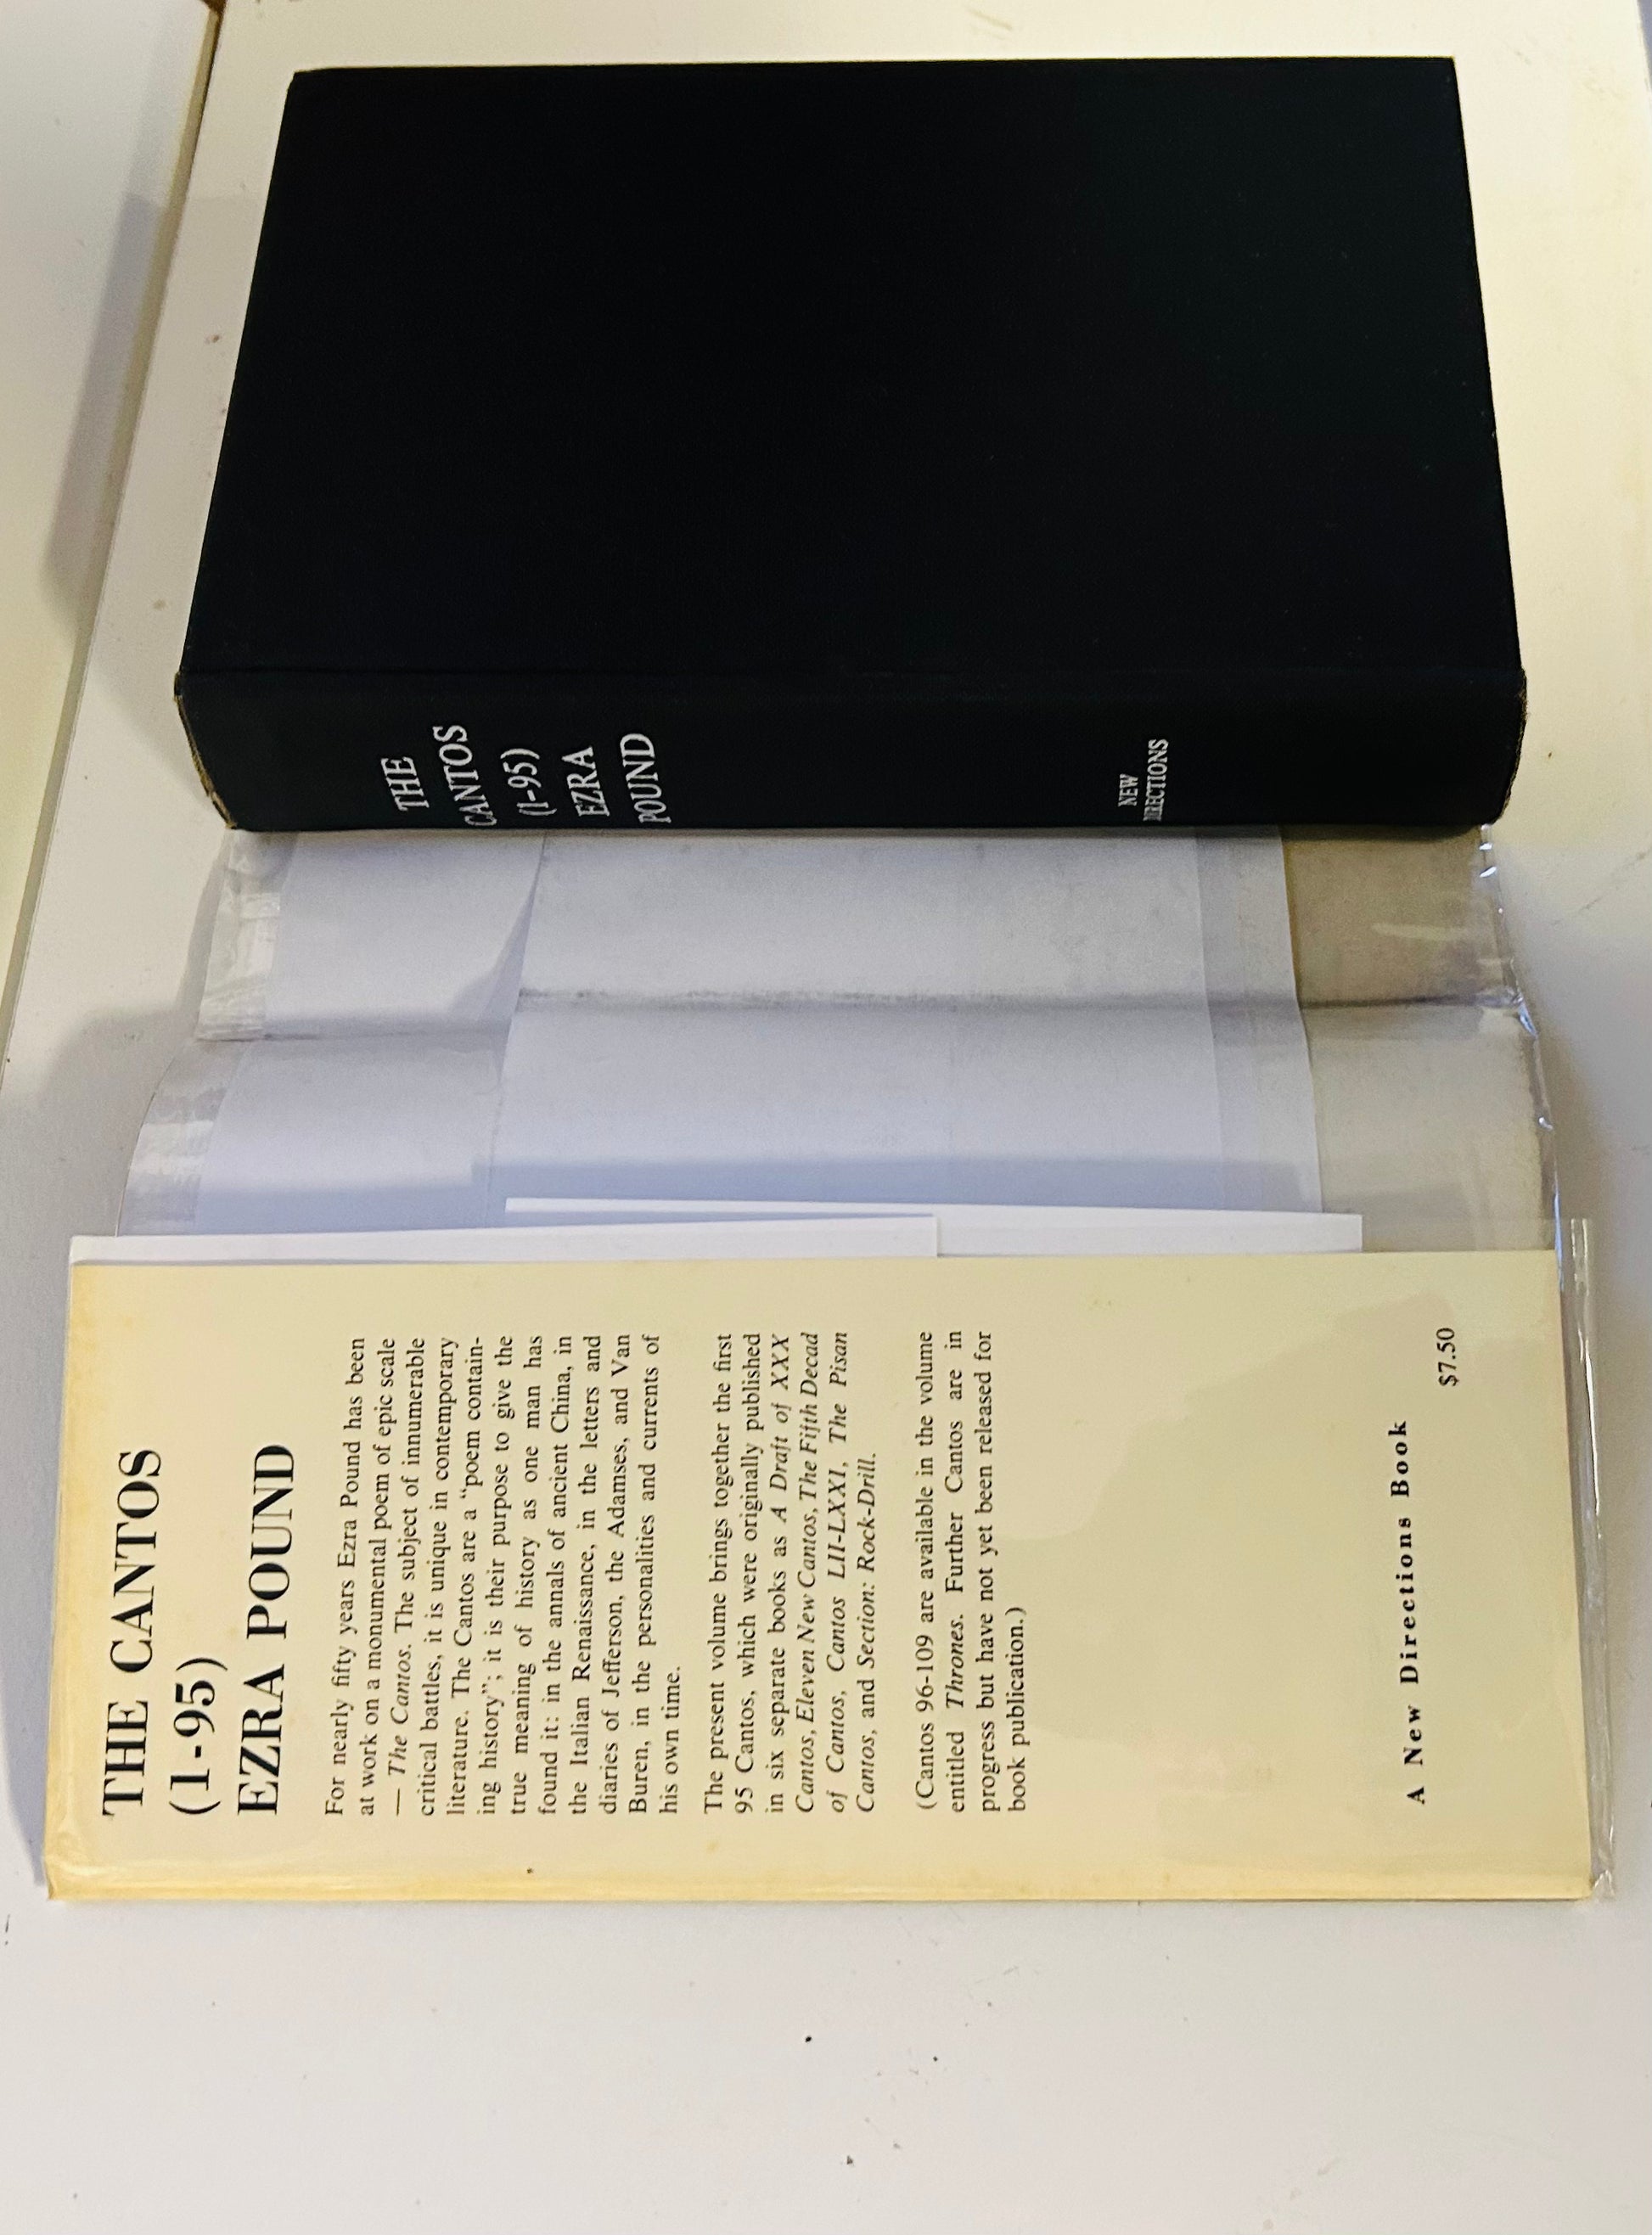 THE
CANTOS
(1-95)
EZRA
POUND
NEW
DIRECTIONS
THE CANTOS
(1-95)
EZRA POUND
For nearly fifty years Ezra Pound has been
at work on a monumental poem of epic scale
— The Cantos. The subject of innumerable
critical battles, it is unique in contemporary
literature. The Cantos are a “poem contain-
ing history”; it is their purpose to give the
true meaning of history as one man has
found it: in the annals of ancient China, in
the Italian Renaissance, in the letters and
diaries of Jefferson, the Adamses, and Van
Buren, in the personalities and currents of
his own time.
The present volume brings together the first
95 Cantos, which were originally published
in six separate books as A Draft of XXX
Cantos, Eleven New Cantos, The Fifth Decad
of Cantos, Cantos LII-LXXI, The Pisan
Cantos, and Section: Rock-Drill.
(Cantos 96-109 are available in the volume
entitled Thrones. Further Cantos are in
progress but have not yet been released for
book publication.)
A New Directions Book
$7.50